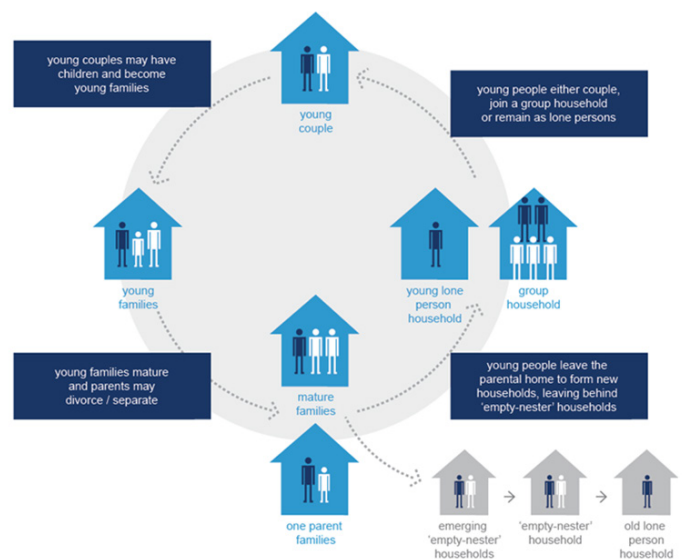 young couples may have
children and become
young families
young
couple
young people either couple,
join a group household
or remain as lone persons
young
families
young lone
person
household
group
household
young families mature
and parents may
divorce / separate
mature
families
young people leave the
parental home to form new
households, leaving behind
‘empty-nester’ households
one parent
families
emerging
‘empty-nester’
households
‘empty-nester’
household
old lone
person
household